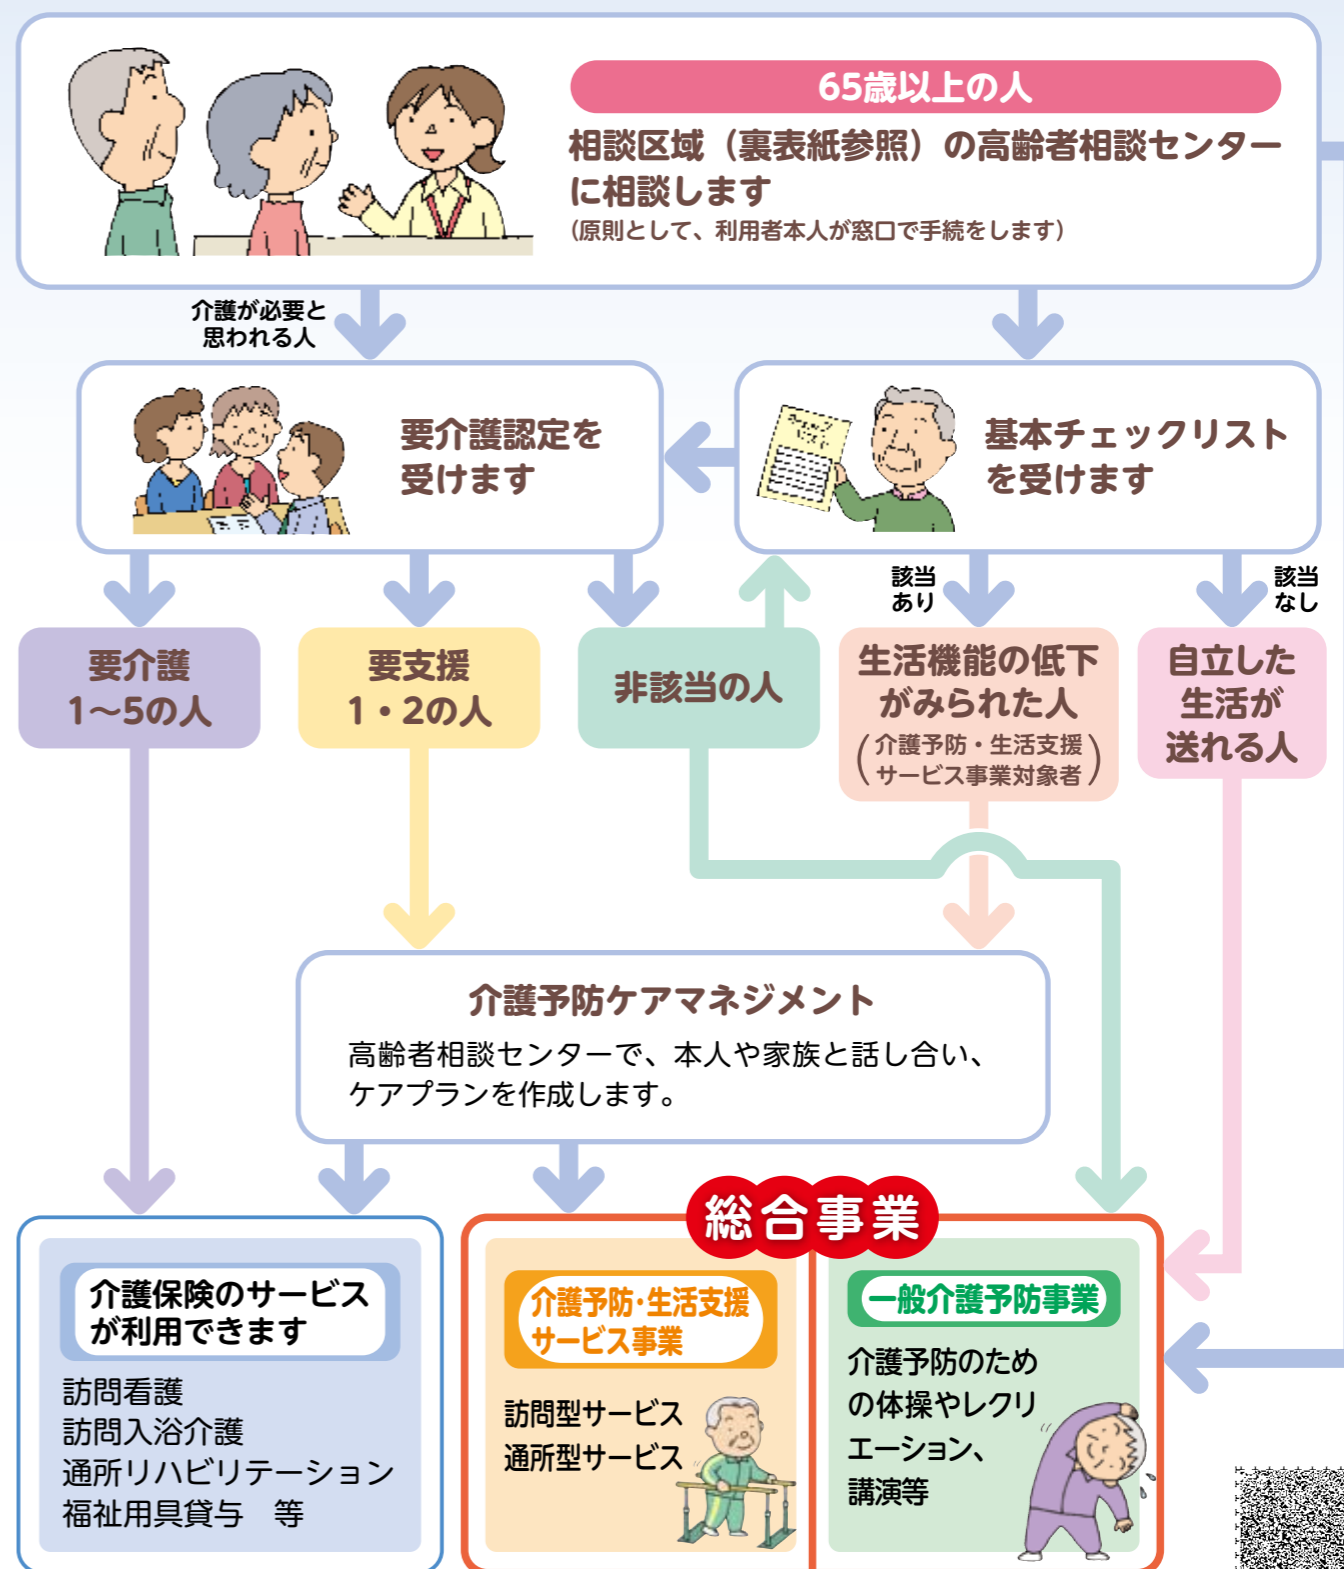 65歳以上の人
相談区域（裏表紙参照）の高齢者相談センター
に相談します
（原則として、利用者本人が窓口で手続をします）
介護が必要と
思われる人
要介護認定を
受けます
基本チェックリスト
を受けます
該当
あり
該当
なし
要介護
1～5の人
要支援
1・2の人
非該当の人
生活機能の低下
がみられた人
（介護予防・生活支援
サービス事業対象者）
自立した
生活が
送れる人
介護予防ケアマネジメント
高齢者相談センターで、本人や家族と話し合い、
ケアプランを作成します。
総合事業
介護保険のサービス
が利用できます
訪問看護
訪問入浴介護
通所リハビリテーション
福祉用具貸与　等
介護予防・生活支援
サービス事業
訪問型サービス
通所型サービス
一般介護予防事業
介護予防のため
の体操やレクリ
エーション、
講演等